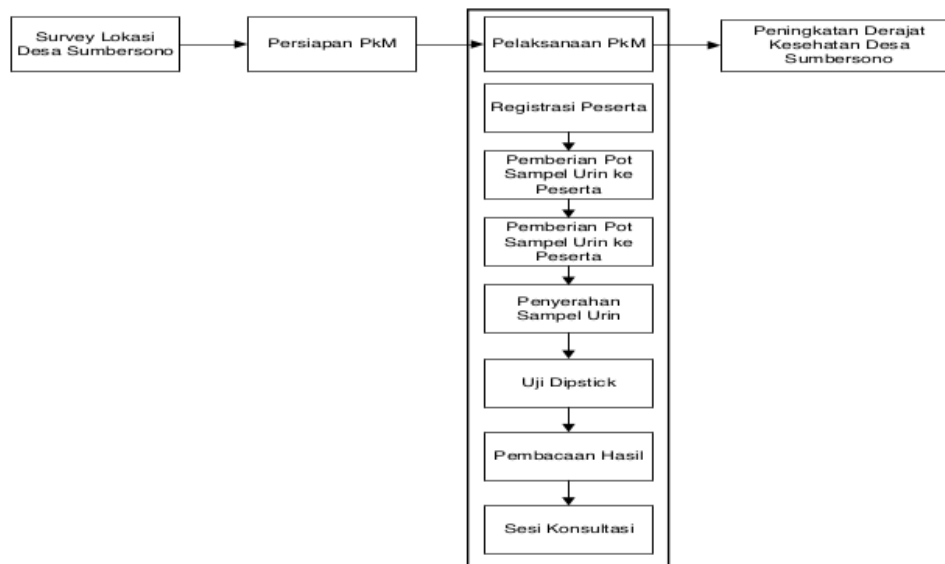 Survey Lokasi
Desa Sumbersono
Persiapan PkM
Pelaksanaan PkM
Peningkatan Derajat
Kesehatan Desa
Sumbersono
Registrasi Peserta
Pemberian Pot
Sampel Urin ke
Peserta
Pemberian Pot
Sampel Urin ke
Peserta
Penyerahan
Sampel Urin
Uji Dipstick
Pembacaan Hasil
Sesi Konsultasi